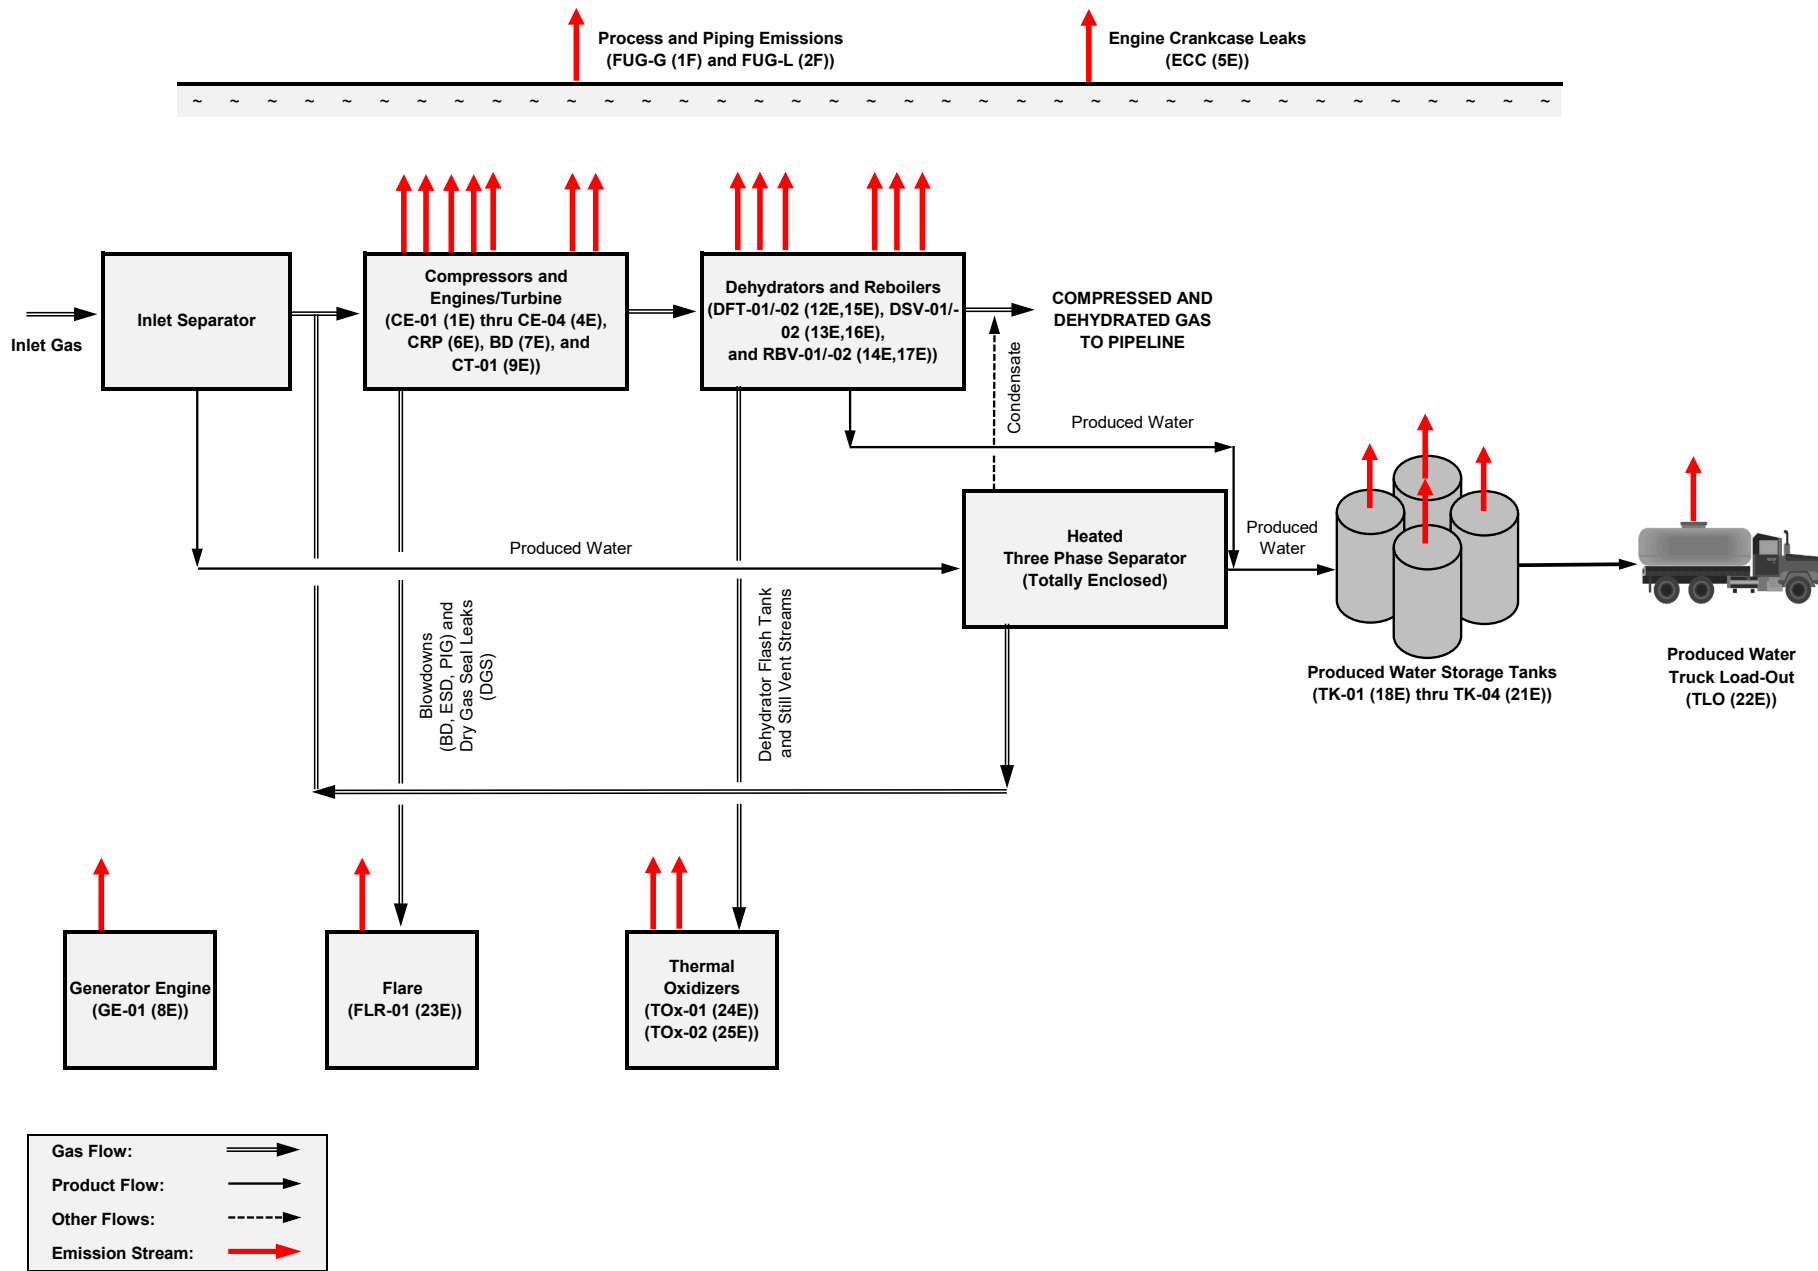 Process and Piping Emissions
(FUG-G (1F) and FUG-L (2F))
Engine Crankcase Leaks
(ECC (5E))
~ ~ ~ ~ ~ ~ ~ ~ ~ ~ ~ ~ ~ ~ ~ ~ ~ ~ ~ ~ ~ ~ ~ ~ ~ ~ ~ ~ ~ ~ ~ ~ ~ ~ ~ ~ ~
Inlet Gas
Inlet Separator
Compressors and
Engines/Turbine
(CE-01 (1E) thru CE-04 (4E),
CRP (6E), BD (7E), and
CT-01 (9E))
Dehydrators and Reboilers
(DFT-01/-02 (12E,15E), DSV-01/-
02 (13E,16E),
and RBV-01/-02 (14E,17E))
COMPRESSED AND
DEHYDRATED GAS
TO PIPELINE
Condensate
Produced Water
Produced Water
Heated
Three Phase Separator
(Totally Enclosed)
Produced
Water
Blowdowns
(BD, ESD, PIG) and
Dry Gas Seal Leaks
(DGS)
Dehydrator Flash Tank
and Still Vent Streams
Produced Water Storage Tanks
(TK-01 (18E) thru TK-04 (21E))
Produced Water
Truck Load-Out
(TLO (22E))
Generator Engine
(GE-01 (8E))
Flare
(FLR-01 (23E))
Thermal
Oxidizers
(TOx-01 (24E))
(TOx-02 (25E))
Gas Flow:
Product Flow:
Other Flows:
Emission Stream: